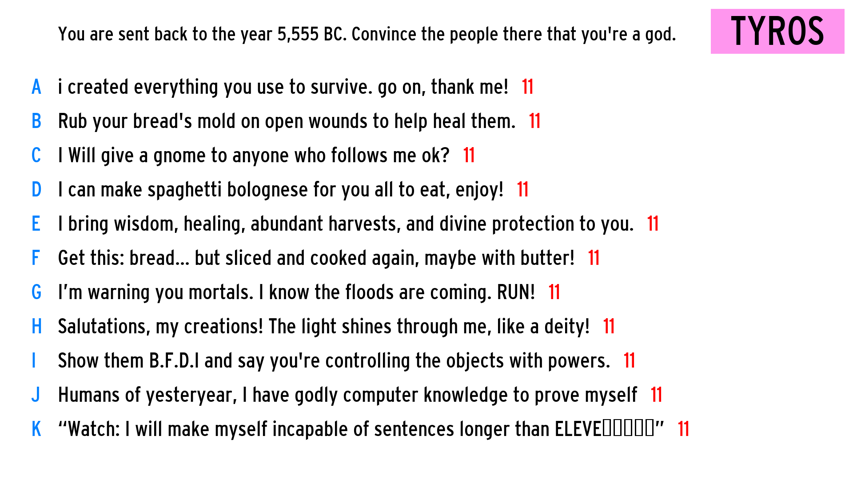 You are sent back to the year 5,555 BC. Convince the people there that you're a god. TYROS
A i created everything you use to survive. go on, thank me! 11
B Rub your bread's mold on open wounds to help heal them. 11
C I Will give a gnome to anyone who follows me ok? 11
D I can make spaghetti bolognese for you all to eat, enjoy! 11
E I bring wisdom, healing, abundant harvests, and divine protection to you. 11
F Get this: bread... but sliced and cooked again, maybe with butter! 11
G I’m warning you mortals. I know the floods are coming. RUN! 11
H Salutations, my creations! The light shines through me, like a deity! 11
I Show them B.F.D.I and say you're controlling the objects with powers. 11
J Humans of yesteryear, I have godly computer knowledge to prove myself 11
K “Watch: I will make myself incapable of sentences longer than ELEVE▯▯▯▯▯” 11